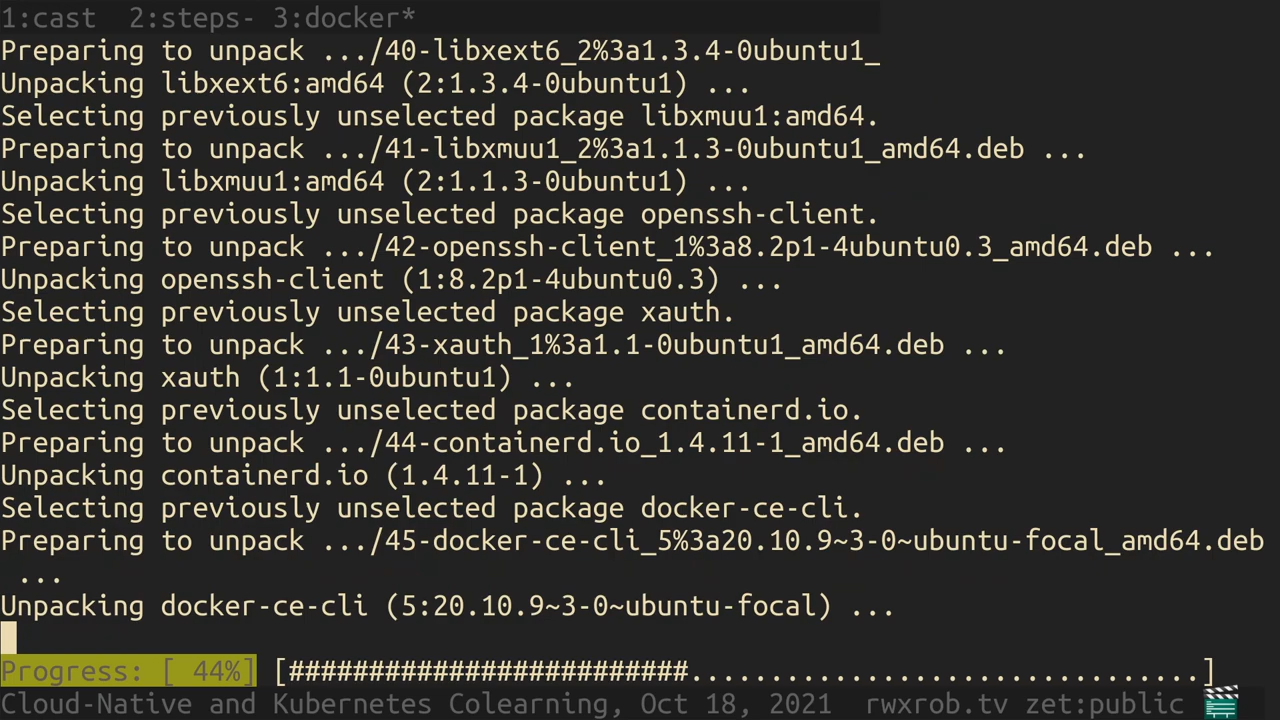 1:cast  2:steps- 3:docker*
Preparing to unpack .../40-libxext6_2%3a1.3.4-0ubuntu1_
Unpacking libxext6:amd64 (2:1.3.4-0ubuntu1) ...
Selecting previously unselected package libxmuu1:amd64.
Preparing to unpack .../41-libxmuu1_2%3a1.1.3-0ubuntu1_amd64.deb ...
Unpacking libxmuu1:amd64 (2:1.1.3-0ubuntu1) ...
Selecting previously unselected package openssh-client.
Preparing to unpack .../42-openssh-client_1%3a8.2p1-4ubuntu0.3_amd64.deb ...
Unpacking openssh-client (1:8.2p1-4ubuntu0.3) ...
Selecting previously unselected package xauth.
Preparing to unpack .../43-xauth_1%3a1.1-0ubuntu1_amd64.deb ...
Unpacking xauth (1:1.1-0ubuntu1) ...
Selecting previously unselected package containerd.io.
Preparing to unpack .../44-containerd.io_1.4.11-1_amd64.deb ...
Unpacking containerd.io (1.4.11-1) ...
Selecting previously unselected package docker-ce-cli.
Preparing to unpack .../45-docker-ce-cli_5%3a20.10.9~3-0~ubuntu-focal_amd64.deb
 ...
Unpacking docker-ce-cli (5:20.10.9~3-0~ubuntu-focal) ...
Progress: [ 44%] [#########################................................]
Cloud-Native and Kubernetes Colearning, Oct 18, 2021  rwxrob.tv zet:public 🎬